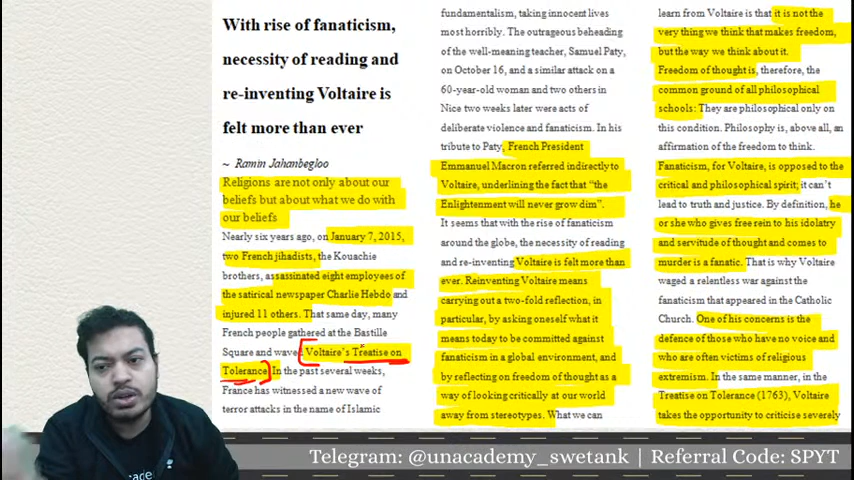 With rise of fanaticism,
necessity of reading and
re-inventing Voltaire is
felt more than ever
~ Ramin Jahanbegloo
Religions are not only about our
beliefs but about what we do with
our beliefs
Nearly six years ago, on January 7, 2015,
two French jihadists, the Kouachie
brothers, assassinated eight employees of
the satirical newspaper Charlie Hebdo and
injured 11 others. That same day, many
French people gathered at the Bastille
Square and waved Voltaire's Treatise on
Tolerance. In the past several weeks,
France has witnessed a new wave of
terror attacks in the name of Islamic
fundamentalism, taking innocent lives
most horribly. The outrageous beheading
of the well-meaning teacher, Samuel Paty,
on October 16, and a similar attack on a
60-year-old woman and two others in
Nice two weeks later were acts of
deliberate violence and fanaticism. In his
tribute to Paty, French President
Emmanuel Macron referred indirectly to
Voltaire, underlining the fact that "the
Enlightenment will never grow dim".
It seems that with the rise of fanaticism
around the globe, the necessity of reading
and re-inventing Voltaire is felt more than
ever. Reinventing Voltaire means
carrying out a two-fold reflection, in
particular, by asking oneself what it
means today to be committed against
fanaticism in a global environment, and
by reflecting on freedom of thought as a
way of looking critically at our world
away from stereotypes. What we can
learn from Voltaire is that it is not the
very thing we think that makes freedom,
but the way we think about it.
Freedom of thought is, therefore, the
common ground of all philosophical
schools: They are philosophical only on
this condition. Philosophy is, above all, an
affirmation of the freedom to think.
Fanaticism, for Voltaire, is opposed to the
critical and philosophical spirit; it can't
lead to truth and justice. By definition, he
or she who gives free rein to his idolatry
and servitude of thought and comes to
murder is a fanatic. That is why Voltaire
waged a relentless war against the
fanaticism that appeared in the Catholic
Church. One of his concerns is the
defence of those who have no voice and
who are often victims of religious
extremism. In the same manner, in the
Treatise on Tolerance (1763), Voltaire
takes the opportunity to criticise severely
cade
Telegram: @unacademy_swetank | Referral Code: SPYT